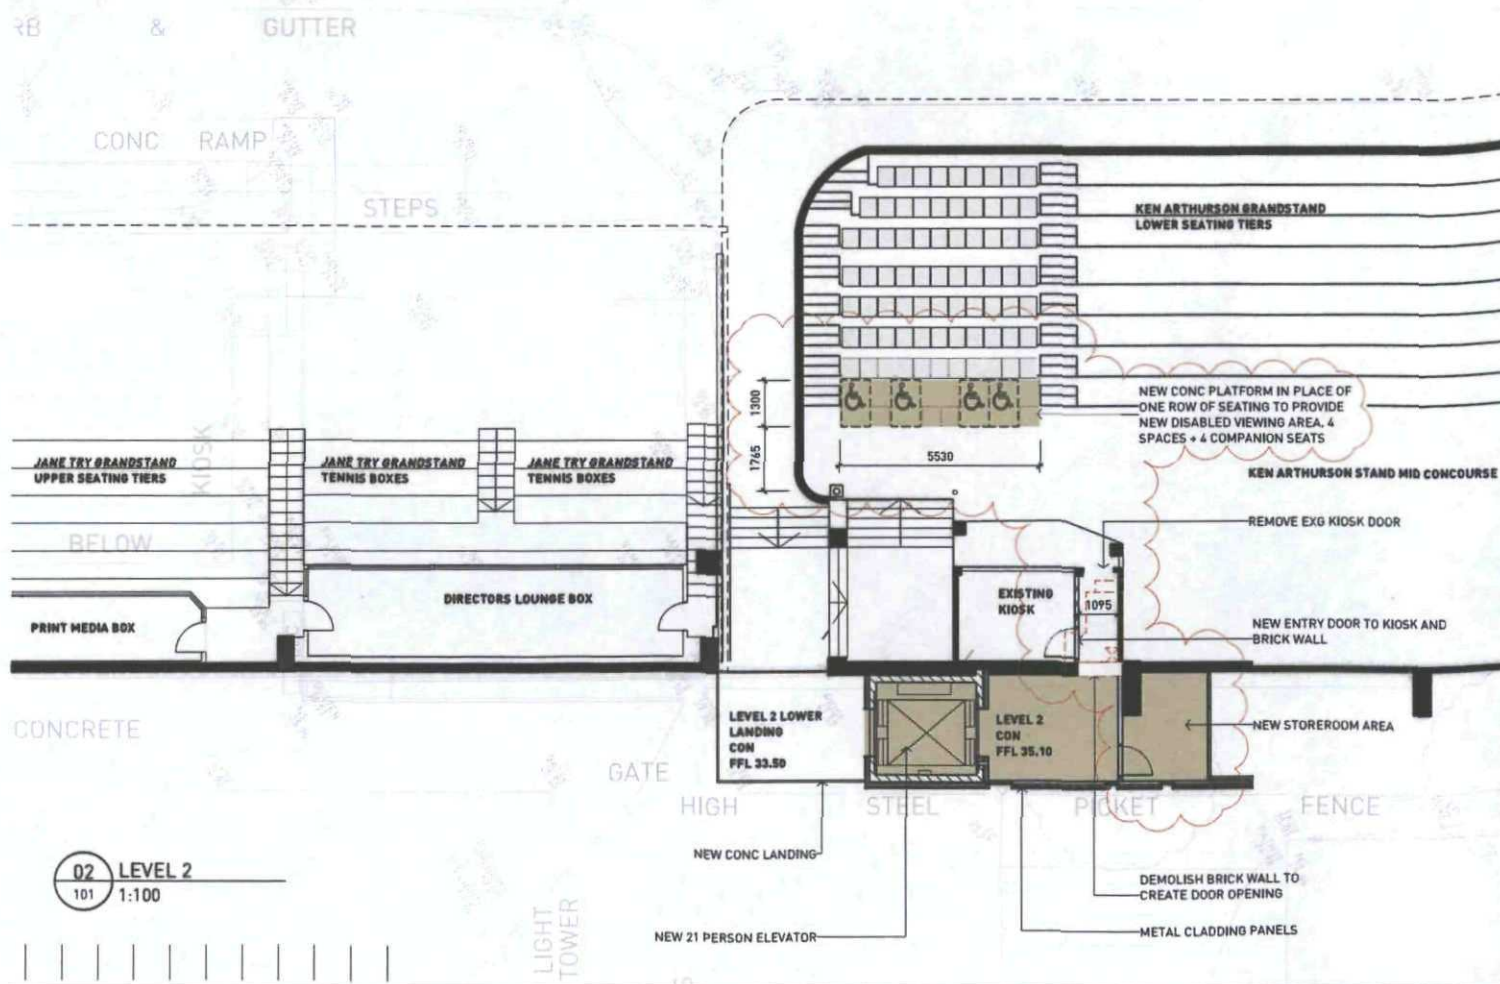 & GUTTER
CONC RAMP
STEPS
KEN ARTHURSON GRANDSTAND
LOWER SEATING TIERS
1300
1765
5530
NEW CONC PLATFORM IN PLACE OF
ONE ROW OF SEATING TO PROVIDE
NEW DISABLED VIEWING AREA. 4
SPACES + 4 COMPANION SEATS
KEN ARTHURSON STAND MID CONCOURSE
JANE TRY GRANDSTAND
UPPER SEATING TIERS
KIOSK
JANE TRY GRANDSTAND
TENNIS BOXES
JANE TRY GRANDSTAND
TENNIS BOXES
REMOVE EXG KIOSK DOOR
BELOW
PRINT MEDIA BOX
DIRECTORS LOUNGE BOX
EXISTING
KIOSK
1095
NEW ENTRY DOOR TO KIOSK AND
BRICK WALL
CONCRETE
LEVEL 2 LOWER
LANDING
CON
FFL 33.50
LEVEL 2
CON
FFL 35.10
NEW STOREROOM AREA
GATE
HIGH STEEL PICKET FENCE
NEW CONC LANDING
02
101
LEVEL 2
1:100
DEMOLISH BRICK WALL TO
CREATE DOOR OPENING
LIGHT
TOWER
NEW 21 PERSON ELEVATOR
METAL CLADDING PANELS